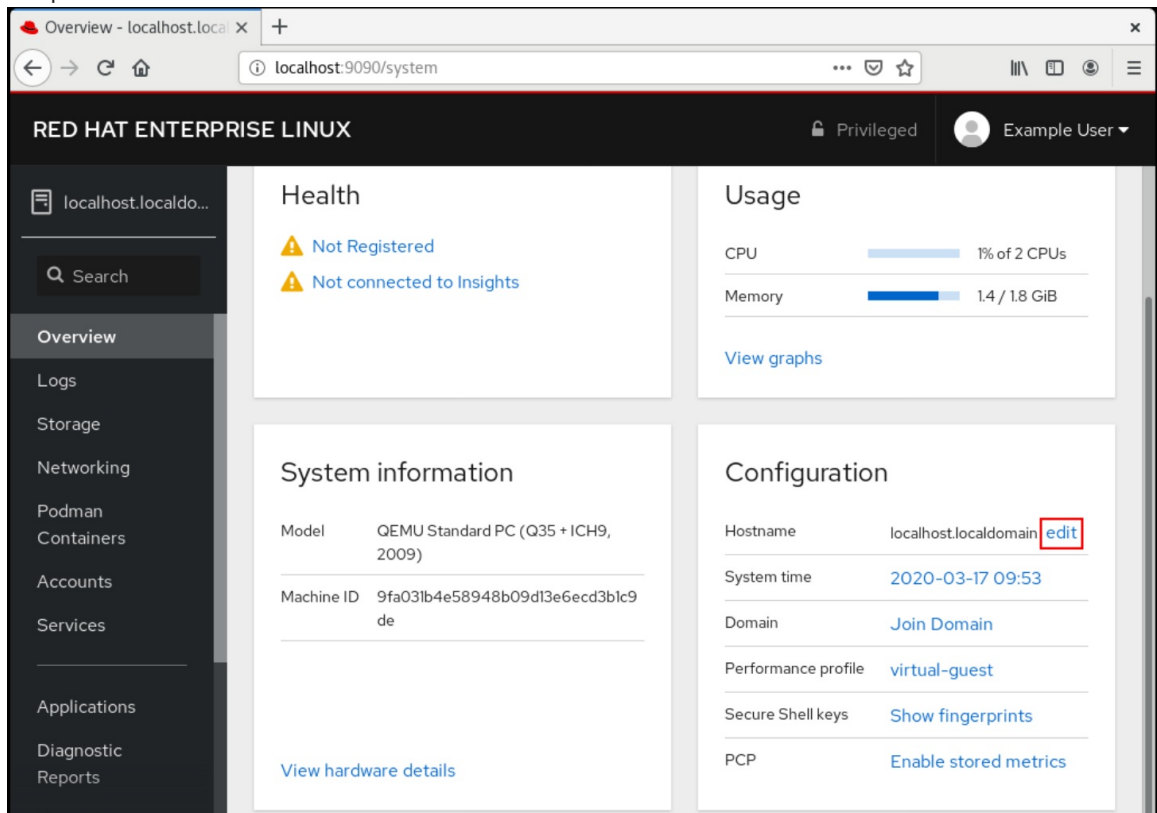 Overview - localhost.local
localhost:9090/system
RED HAT ENTERPRISE LINUX
Privileged
Example User
localhost.localdo...
Search
Overview
Logs
Storage
Networking
Podman
Containers
Accounts
Services
Applications
Diagnostic
Reports
Health
Not Registered
Not connected to Insights
Usage
CPU 1% of 2 CPUs
Memory 1.4 / 1.8 GiB
View graphs
System information
Model QEMU Standard PC (Q35 + ICH9,
2009)
Machine ID 9fa031b4e58948b09d13e6ecd3b1c9
de
View hardware details
Configuration
Hostname localhost.localdomain edit
System time 2020-03-17 09:53
Domain Join Domain
Performance profile virtual-guest
Secure Shell keys Show fingerprints
PCP Enable stored metrics